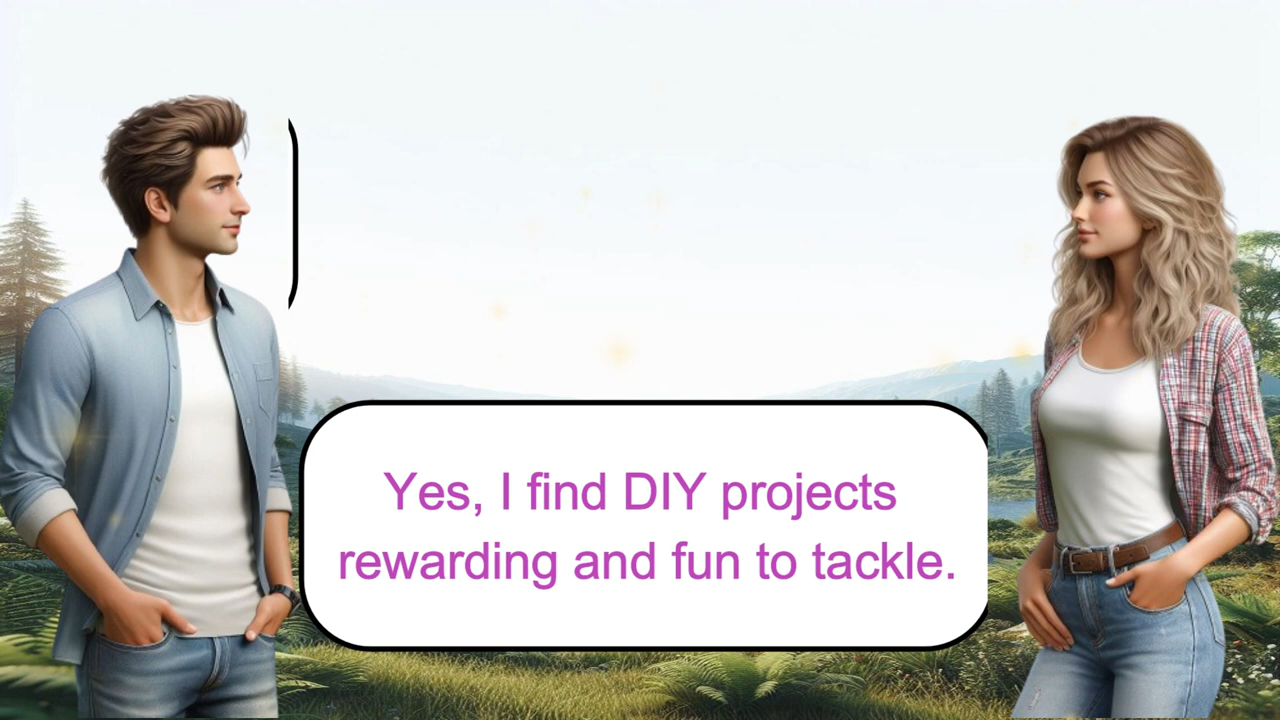 Yes, I find DIY projects
rewarding and fun to tackle.